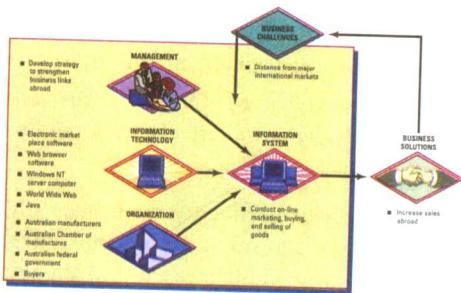 BUSINESS
CHALLENGES
■ Distance from major
international markets
MANAGEMENT
■ Develop strategy
to strengthen
business links
abroad
INFORMATION
TECHNOLOGY
■ Electronic market
place software
■ Web browser
software
■ Windows NT
server computer
■ World Wide Web
■ Java
ORGANIZATION
■ Australian manufacturers
■ Australian Chamber of
manufactures
■ Australian federal
government
■ Buyers
INFORMATION
SYSTEM
■ Conduct on-line
marketing, buying,
and selling of
goods
BUSINESS
SOLUTIONS
■ Increase sales
abroad